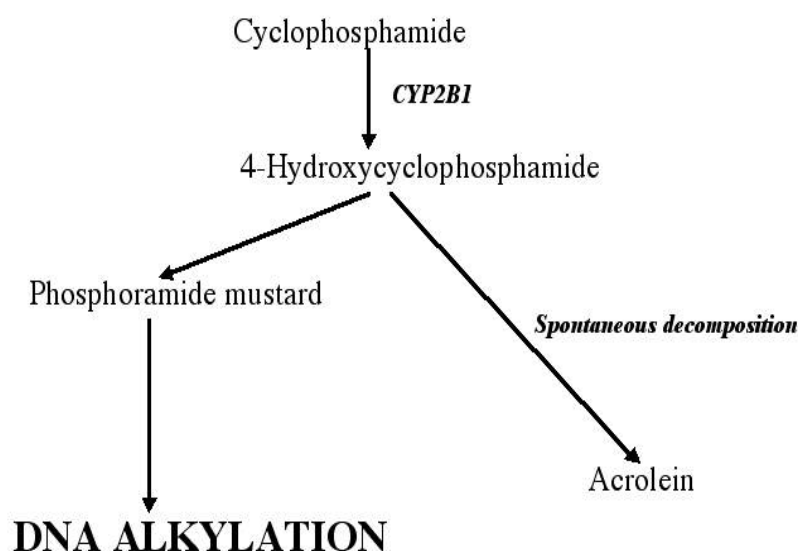 Cyclophosphamide
CYP2B1
4-Hydroxycyclophosphamide
Phosphoramide mustard
Spontaneous decomposition
Acrolein
DNA ALKYLATION